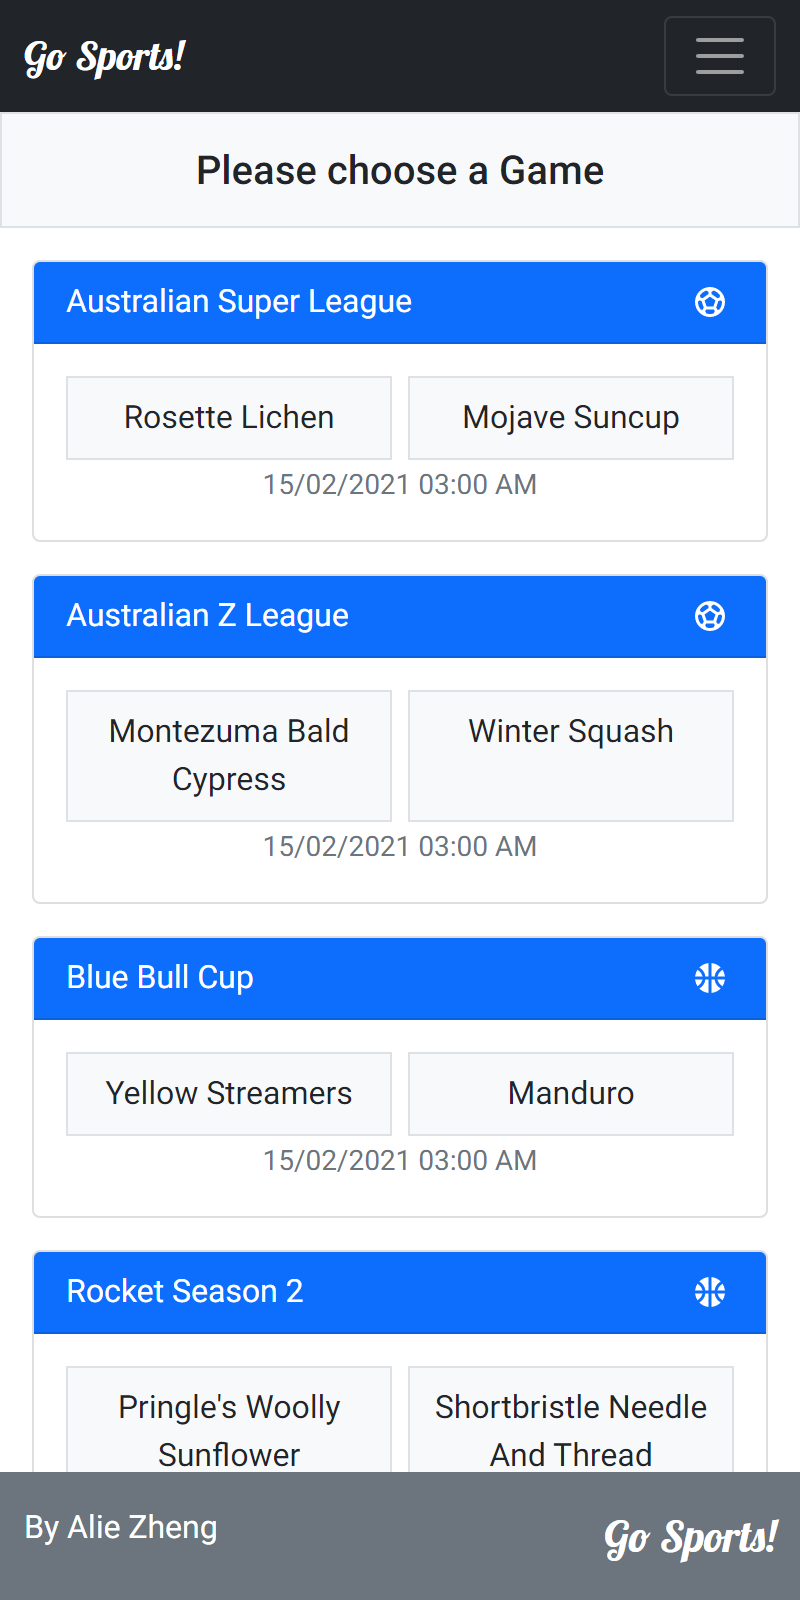 Go Sports!
Please choose a Game
Australian Super League
Rosette Lichen
Mojave Suncup
15/02/2021 03:00 AM
Australian Z League
Montezuma Bald
Cypress
Winter Squash
15/02/2021 03:00 AM
Blue Bull Cup
Yellow Streamers
Manduro
15/02/2021 03:00 AM
Rocket Season 2
Pringle's Woolly
Sunflower
Shortbristle Needle
And Thread
By Alie Zheng
Go Sports!